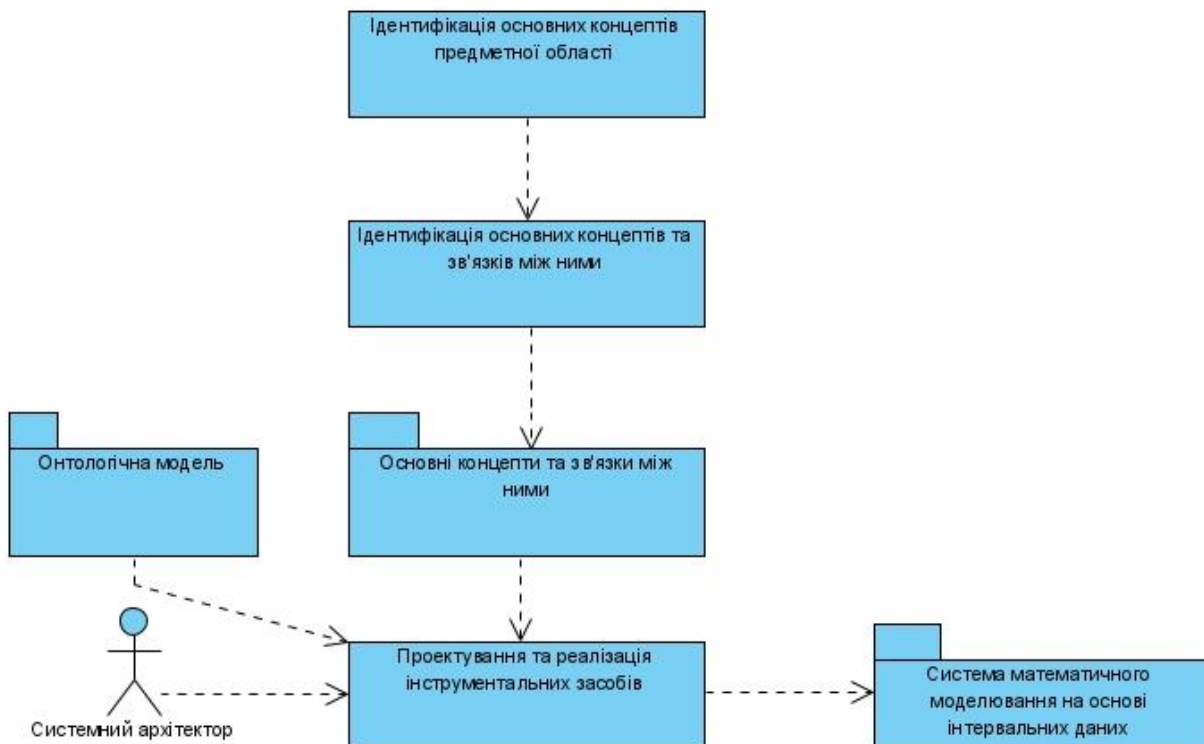 Ідентифікація основних концептів
предметної області
Ідентифікація основних концептів та
зв'язків між ними
Онтологічна модель
Основні концепти та зв'язки між
ними
Проектування та реалізація
інструментальних засобів
Системний архітектор
Система математичного
моделювання на основі
інтервальних даних